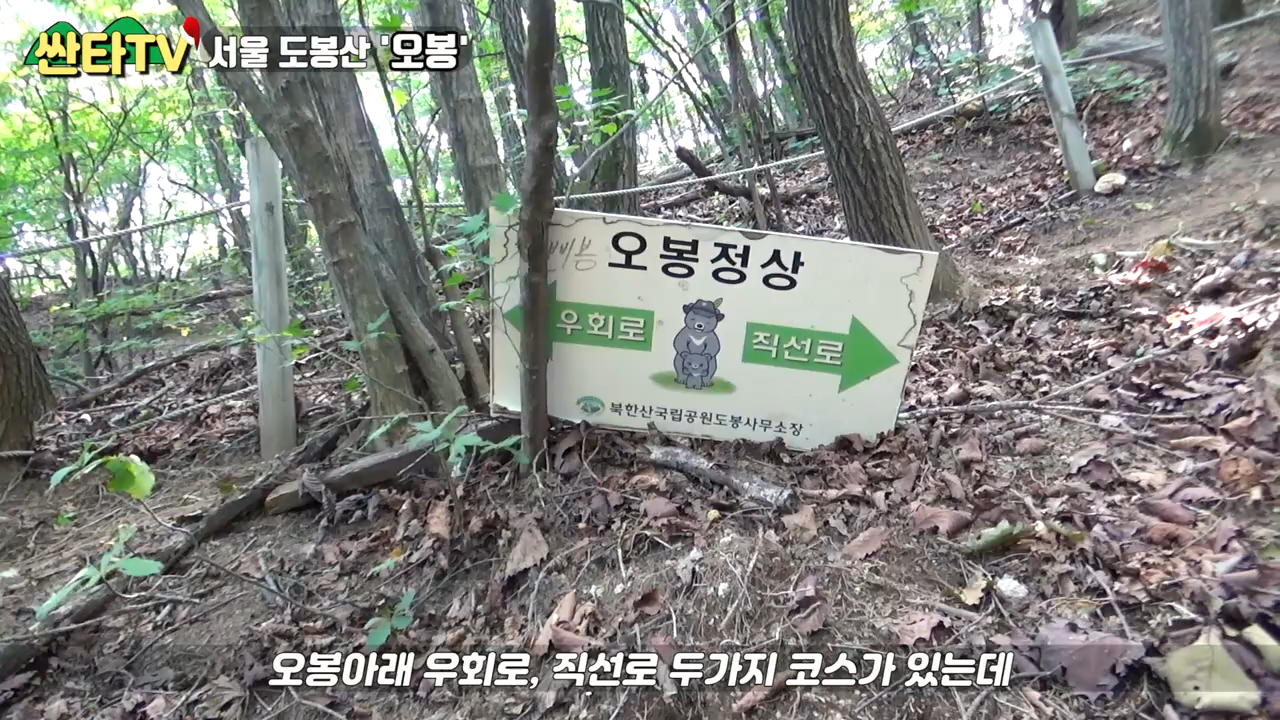 싼타TV 서울 도봉산 '오봉'
오봉정상
우회로
직선로
북한산국립공원도봉사무소장
오봉아래 우회로, 직선로 두가지 코스가 있는데